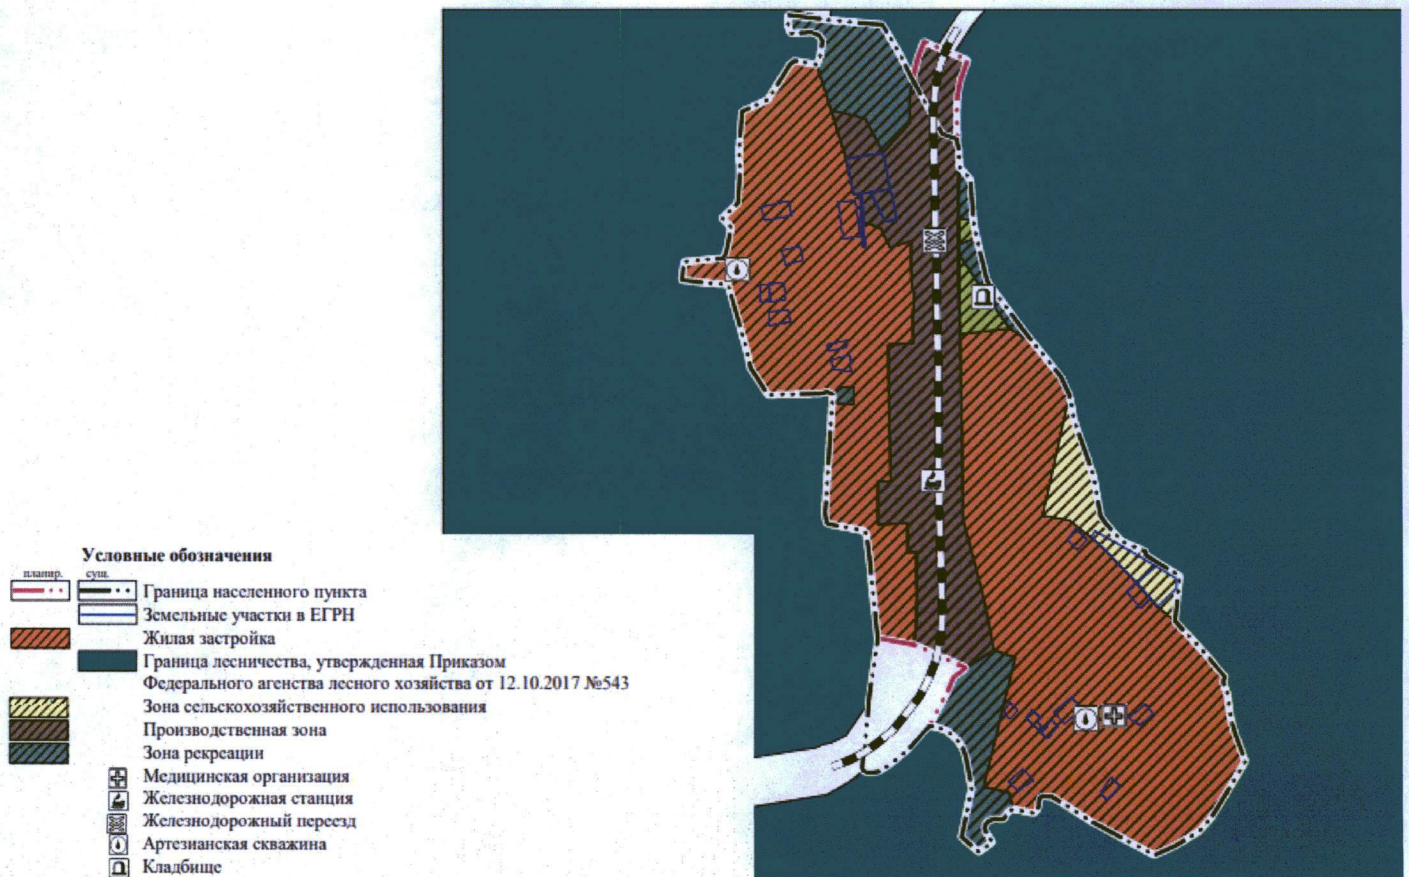 Условные обозначения
планир. сущ.
Граница населенного пункта
Земельные участки в ЕГРН
Жилая застройка
Граница лесничества, утвержденная Приказом
Федерального агенства лесного хозяйства от 12.10.2017 №543
Зона сельскохозяйственного использования
Производственная зона
Зона рекреации
Медицинская организация
Железнодорожная станция
Железнодорожный переезд
Артезианская скважина
Кладбище